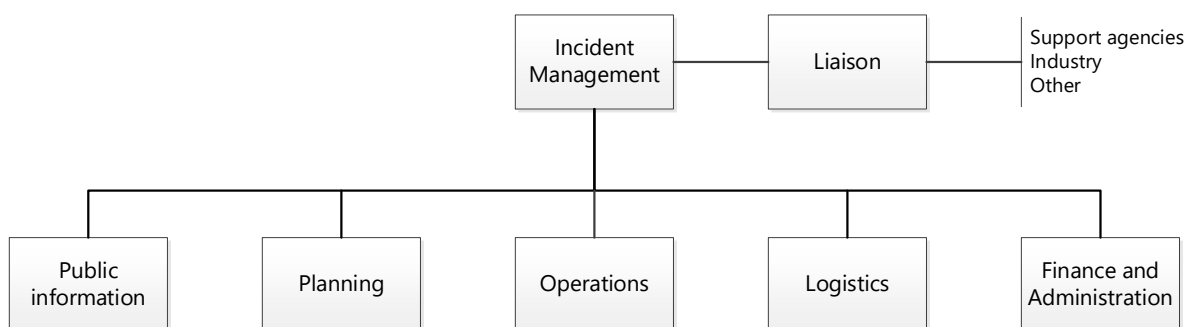 Incident
Management
Liaison
Support agencies
Industry
Other
Public
information
Planning
Operations
Logistics
Finance and
Administration